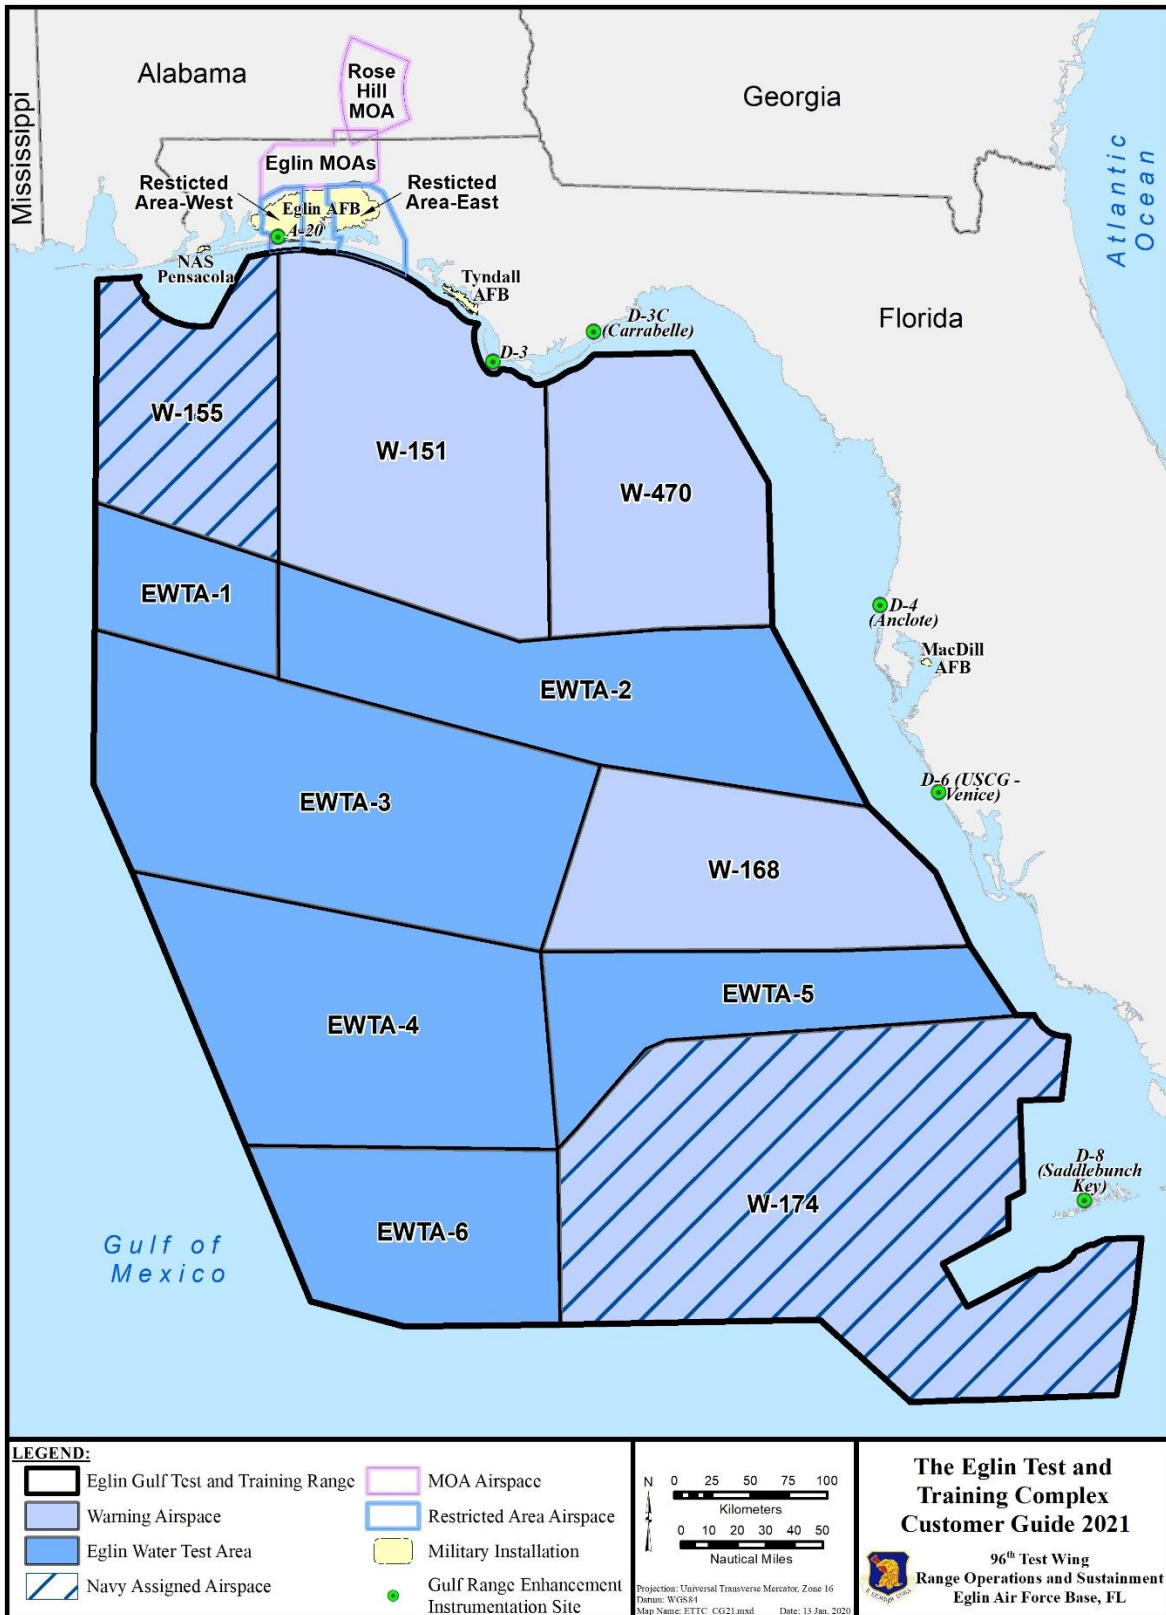 Alabama
Rose
Hill
MOA
Georgia
Mississippi
Atlantic
Ocean
Eglin MOAs
Resticted
Area-West
Resticted
Area-East
Eglin AFB
A-20
NAS
Pensacola
Tyndall
AFB
D-3C
(Carrabelle)
Florida
D-3
W-155
W-151
W-470
EWTA-1
D-4
(Anclote)
MacDill
AFB
EWTA-2
D-6 (USCG -
Venice)
EWTA-3
W-168
EWTA-5
EWTA-4
D-8
(Saddlebunch
Key)
W-174
EWTA-6
Gulf of
Mexico
LEGEND:
Eglin Gulf Test and Training Range
Warning Airspace
Eglin Water Test Area
Navy Assigned Airspace
MOA Airspace
Restricted Area Airspace
Military Installation
Gulf Range Enhancement
Instrumentation Site
N
0 25 50 75 100
Kilometers
0 10 20 30 40 50
Nautical Miles
Projection: Universal Transverse Mercator, Zone 16
Datum: WGS84
Map Name: ETTC_CG21.mxd Date: 13 Jan. 2020
The Eglin Test and
Training Complex
Customer Guide 2021
96th Test Wing
Range Operations and Sustainment
Eglin Air Force Base, FL